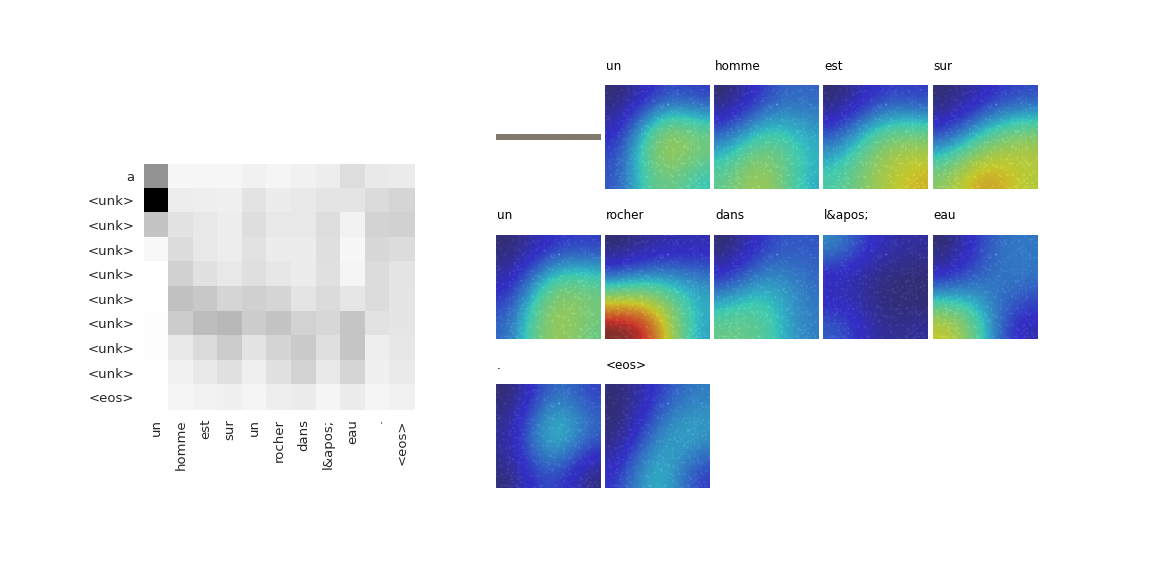 a
<unk>
<unk>
<unk>
<unk>
<unk>
<unk>
<unk>
<unk>
<eos>
un
homme
est
sur
un
rocher
dans
l&apos;
eau
.
<eos>
un homme est sur
un rocher dans l&apos; eau
. <eos>